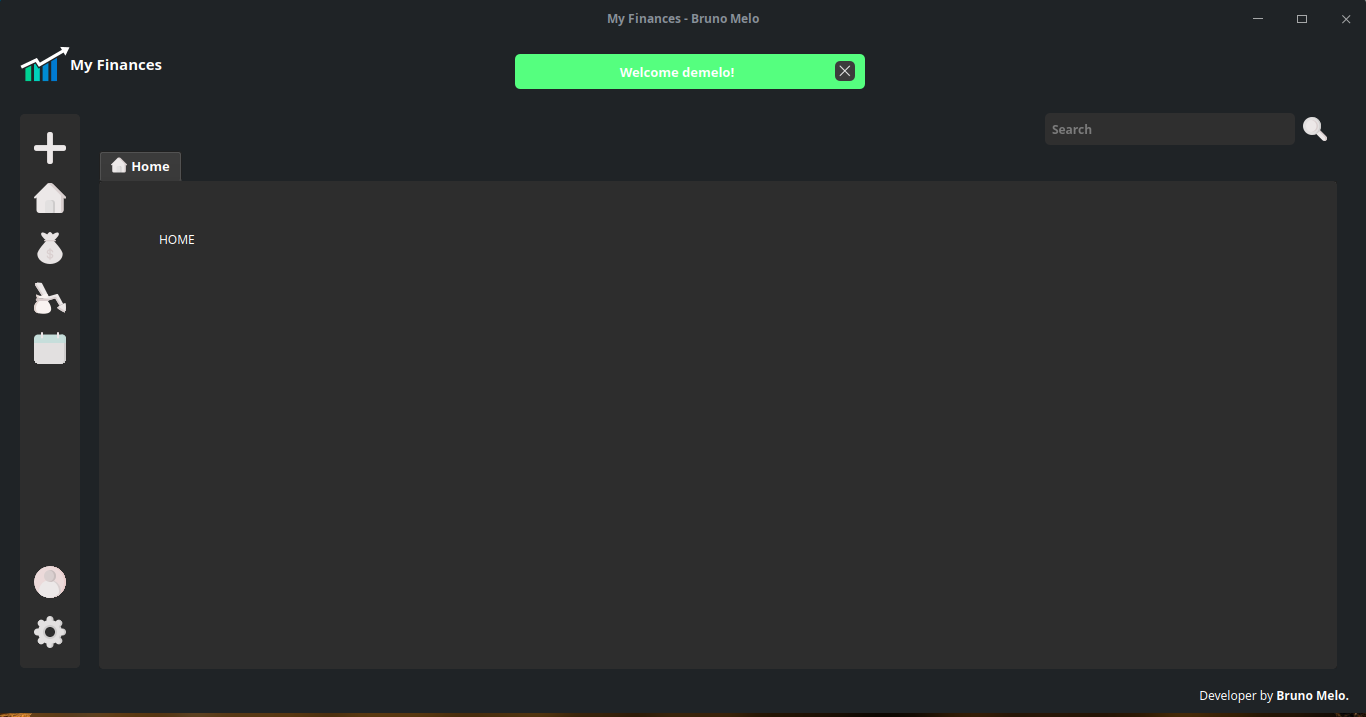 My Finances - Bruno Melo
My Finances
Welcome demelo!
Search
Home
HOME
Developer by Bruno Melo.